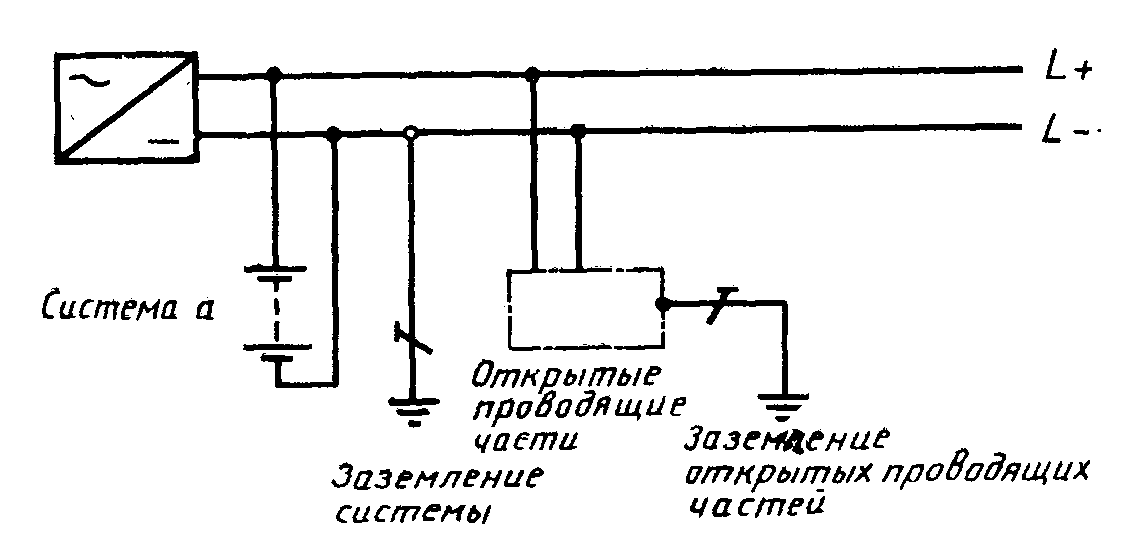 L+
L-
Система а
Открытые
проводящие
части
Заземление
открытых проводящих
частей
Заземление
системы